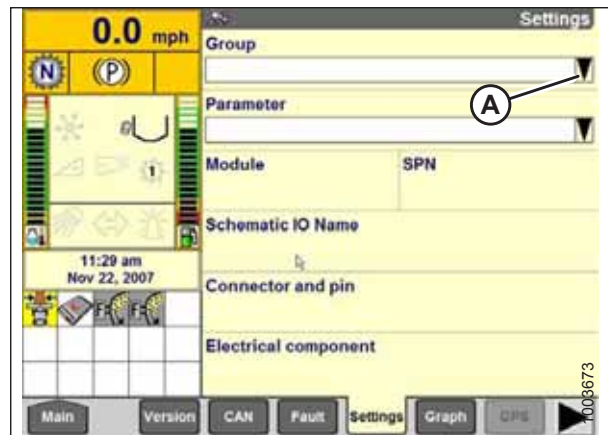 0.0 mph
Settings
Group
N
(P)
A
Parameter
1
Module
SPN
Schematic IO Name
11:29 am
Nov 22, 2007
Connector and pin
F
F
Electrical component
1003673
Main
Version
CAN
Fault
Settings
Graph
GPS